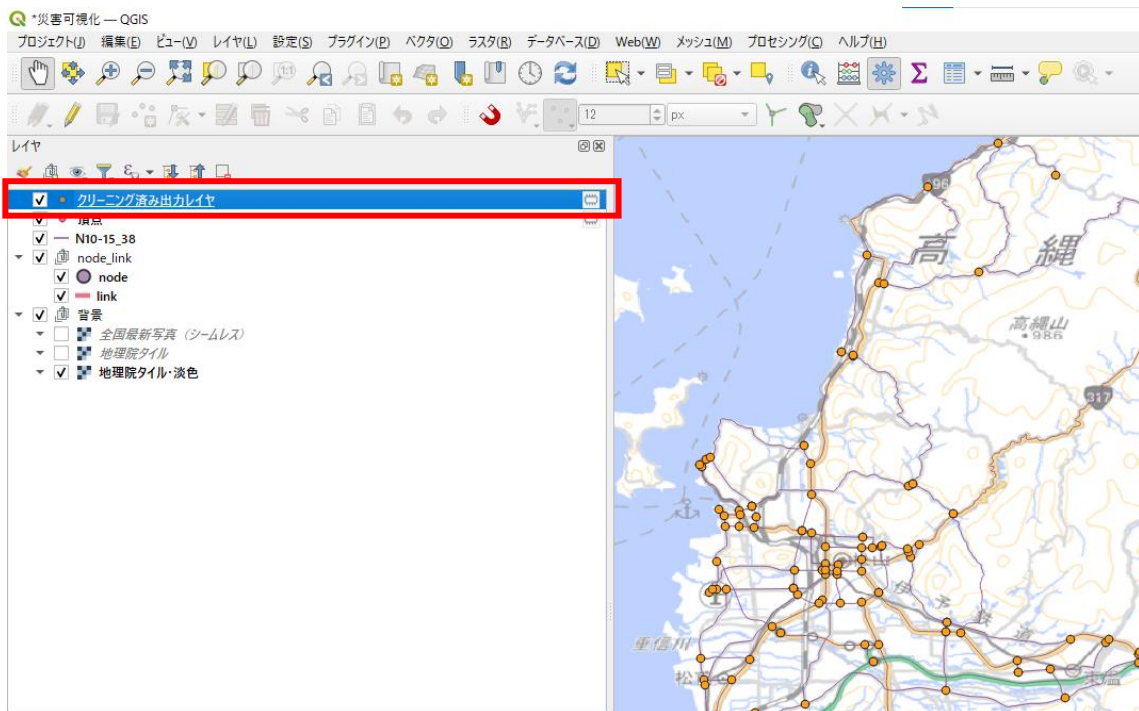 *災害可視化 — QGIS
プロジェクト(J) 編集(E) ビュー(V) レイヤ(L) 設定(S) プラグイン(P) ベクタ(O) ラスタ(R) データベース(D) Web(W) メッシュ(M) プロセシング(C) ヘルプ(H)
12 px
レイヤ
クリーニング済み出力レイヤ
頂点
N10-15_38
node_link
node
link
背景
全国最新写真（シームレス）
地理院タイル
地理院タイル・淡色
高縄
高縄山
・986
317
伊予鉄道
重信川